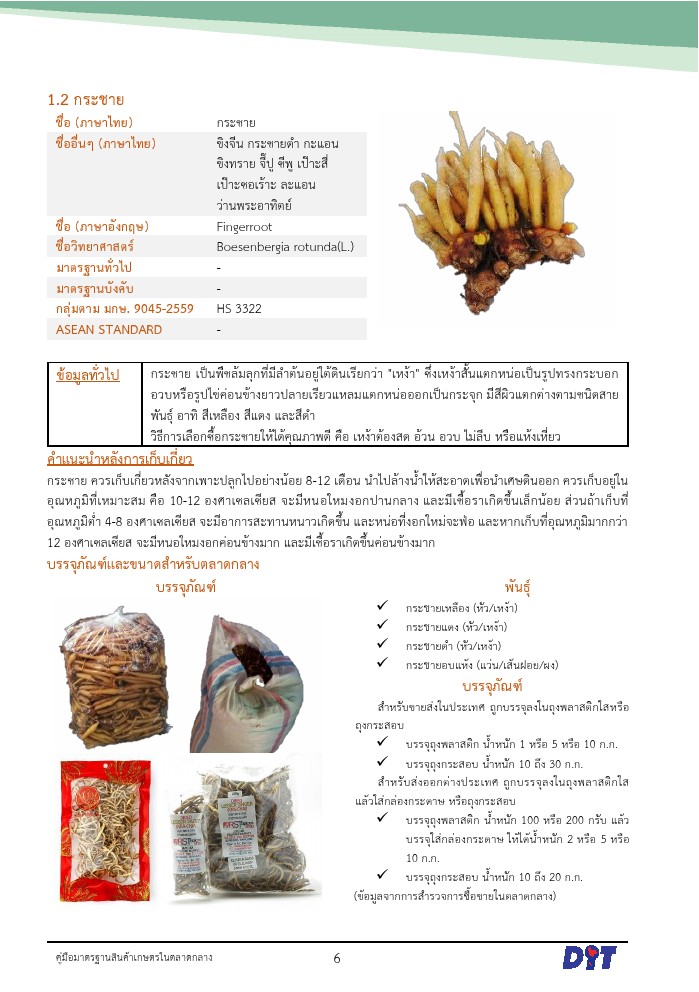 1.2 กระชาย
ชื่อ (ภาษาไทย) กระชาย
ชื่ออื่นๆ (ภาษาไทย) ขิงจีน กระชายดำ กะแอน
ขิงทราย จี๊ปู ซีพู เป๊าะสี่
เป๊าะซอเร้าะ ละแอน
ว่านพระอาทิตย์
ชื่อ (ภาษาอังกฤษ) Fingerroot
ชื่อวิทยาศาสตร์ Boesenbergia rotunda(L.)
มาตรฐานทั่วไป -
มาตรฐานบังคับ -
กลุ่มตาม มกษ. 9045-2559 HS 3322
ASEAN STANDARD -
ข้อมูลทั่วไป
กระชาย เป็นพืชล้มลุกที่มีลำต้นอยู่ใต้ดินเรียกว่า "เหง้า" ซึ่งเหง้าสั้นแตกหน่อเป็นรูปทรงกระบอก
อวบหรือรูปไข่ค่อนข้างยาวปลายเรียวแหลมแตกหน่อออกเป็นกระจุก มีสีผิวแตกต่างตามชนิดสาย
พันธุ์ อาทิ สีเหลือง สีแดง และสีดำ
วิธีการเลือกซื้อกระชายให้ได้คุณภาพดี คือ เหง้าต้องสด อ้วน อวบ ไม่ลีบ หรือแห้งเหี่ยว
คำแนะนำหลังการเก็บเกี่ยว
กระชาย ควรเก็บเกี่ยวหลังจากเพาะปลูกไปอย่างน้อย 8-12 เดือน นำไปล้างน้ำให้สะอาดเพื่อนำเศษดินออก ควรเก็บอยู่ใน
อุณหภูมิที่เหมาะสม คือ 10-12 องศาเซลเซียส จะมีหนอใหมงอกปานกลาง และมีเชื้อราเกิดขึ้นเล็กน้อย ส่วนถ้าเก็บที่
อุณหภูมิต่ำ 4-8 องศาเซลเซียส จะมีอาการสะทานหนาวเกิดขึ้น และหน่อที่งอกใหม่จะฟ่อ และหากเก็บที่อุณหภูมิมากกว่า
12 องศาเซลเซียส จะมีหนอใหมงอกค่อนข้างมาก และมีเชื้อราเกิดขึ้นค่อนข้างมาก
บรรจุภัณฑ์และขนาดสำหรับตลาดกลาง
บรรจุภัณฑ์
พันธุ์
✓ กระชายเหลือง (หัว/เหง้า)
✓ กระชายแดง (หัว/เหง้า)
✓ กระชายดำ (หัว/เหง้า)
✓ กระชายอบแห้ง (แว่น/เส้นฝอย/ผง)
บรรจุภัณฑ์
สำหรับขายส่งในประเทศ ถูกบรรจุลงในถุงพลาสติกใสหรือ
ถุงกระสอบ
✓ บรรจุถุงพลาสติก น้ำหนัก 1 หรือ 5 หรือ 10 ก.ก.
✓ บรรจุถุงกระสอบ น้ำหนัก 10 ถึง 30 ก.ก.
สำหรับส่งออกต่างประเทศ ถูกบรรจุลงในถุงพลาสติกใส
แล้วใส่กล่องกระดาษ หรือถุงกระสอบ
✓ บรรจุถุงพลาสติก น้ำหนัก 100 หรือ 200 กรัม แล้ว
บรรจุใส่กล่องกระดาษ ให้ได้น้ำหนัก 2 หรือ 5 หรือ
10 ก.ก.
✓ บรรจุถุงกระสอบ น้ำหนัก 10 ถึง 20 ก.ก.
(ข้อมูลจากการสำรวจการซื้อขายในตลาดกลาง)
คู่มือมาตรฐานสินค้าเกษตรในตลาดกลาง
6
DIT